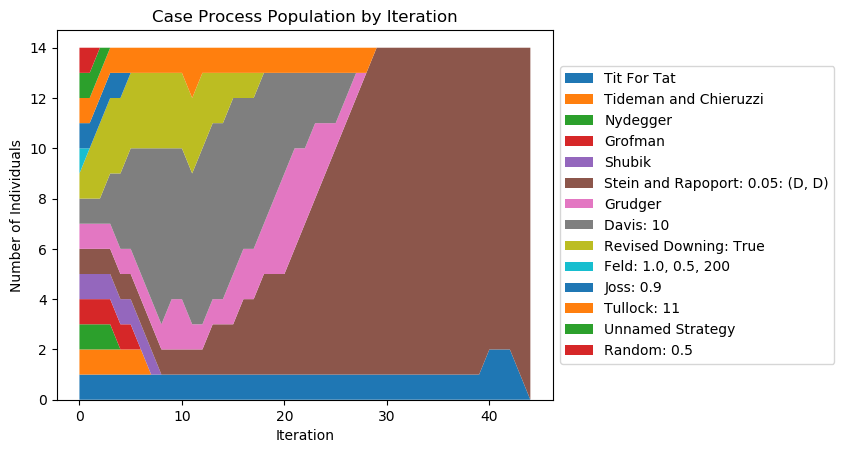 Case Process Population by Iteration
Number of Individuals
14
12
10
8
6
4
2
0
0 10 20 30 40
Iteration
Tit For Tat
Tideman and Chieruzzi
Nydegger
Grofman
Shubik
Stein and Rapoport: 0.05: (D, D)
Grudger
Davis: 10
Revised Downing: True
Feld: 1.0, 0.5, 200
Joss: 0.9
Tullock: 11
Unnamed Strategy
Random: 0.5